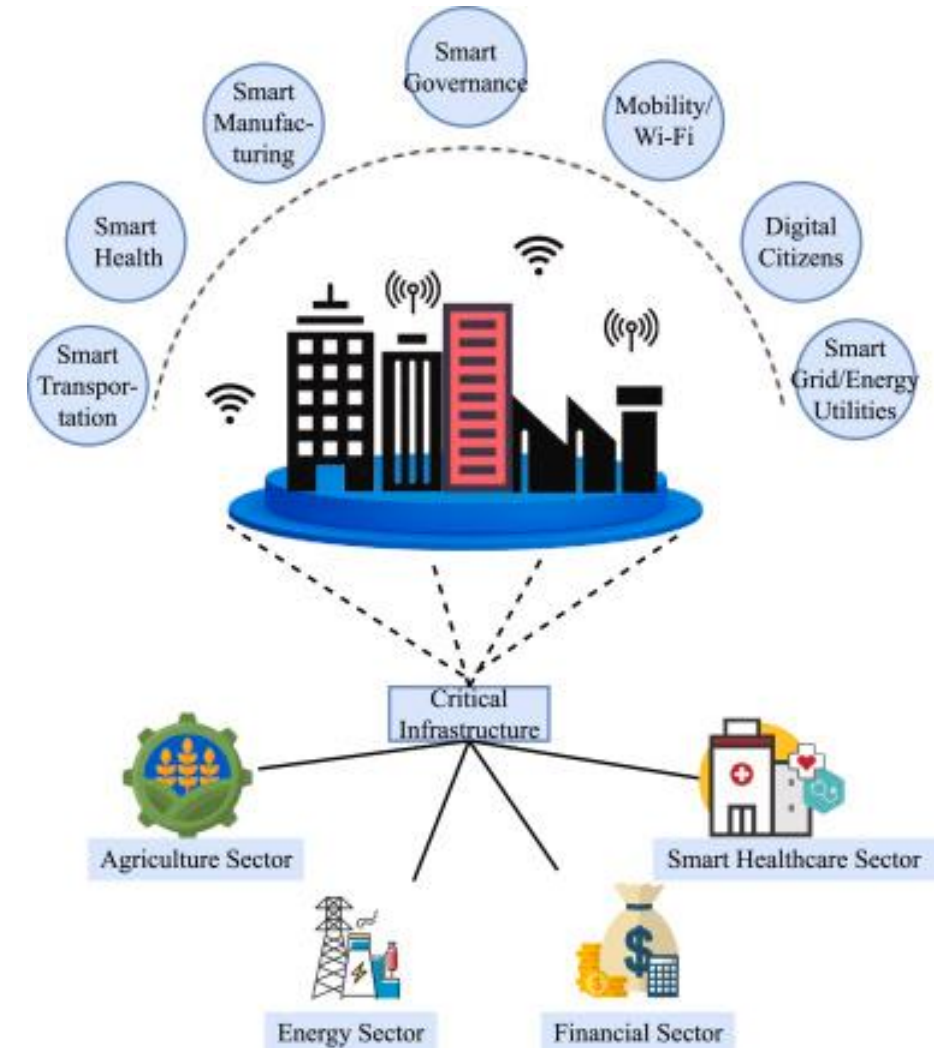 Smart
Governance
Smart
Manufac-
turing
Mobility/
Wi-Fi
Smart
Health
Digital
Citizens
Smart
Transpor-
tation
Smart
Grid/Energy
Utilities
Critical
Infrastructure
Agriculture Sector
Smart Healthcare Sector
$
$
Energy Sector
Financial Sector